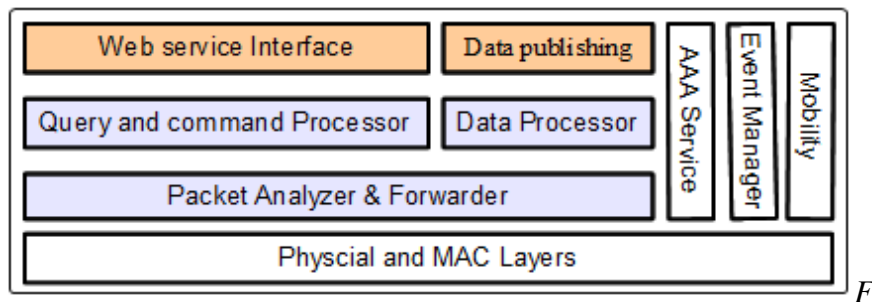 Web service Interface
Data publishing
Query and command Processor
Data Processor
Packet Analyzer & Forwarder
Physcial and MAC Layers
AAA Service
Event Manager
Mobility
F